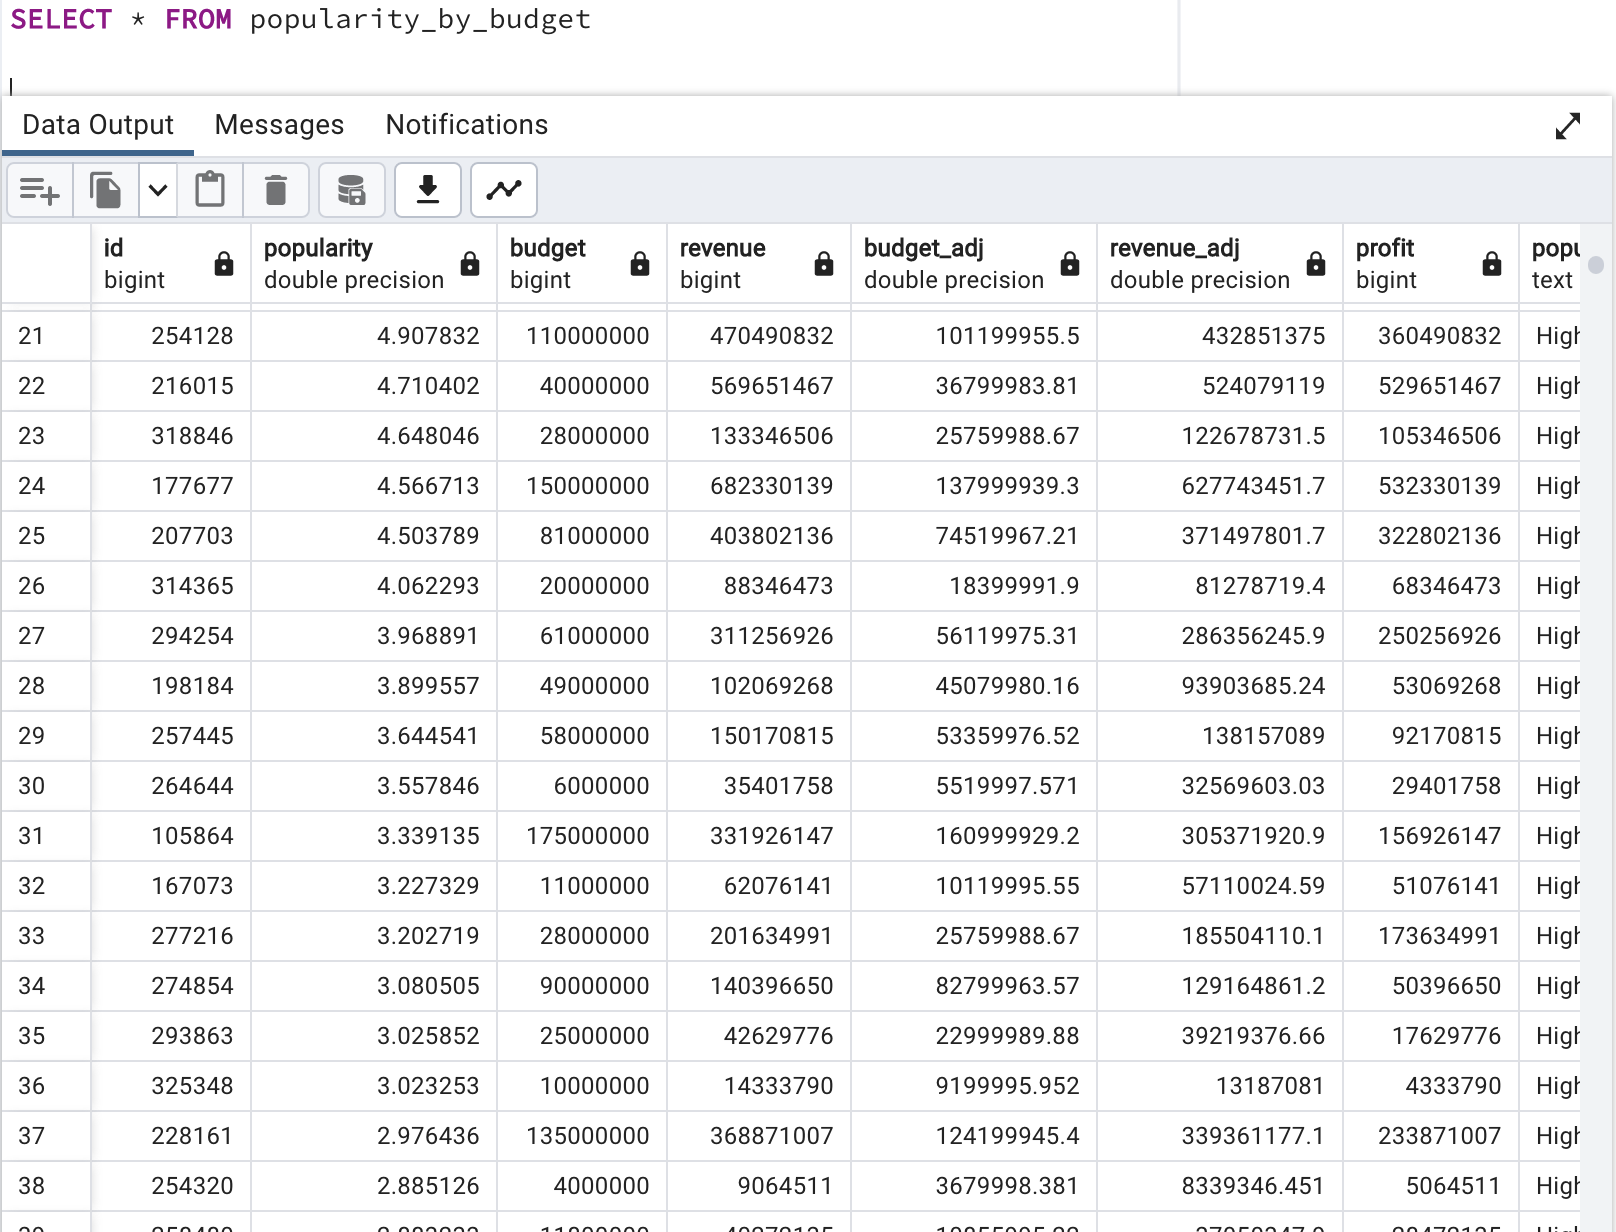 SELECT * FROM popularity_by_budget
Data Output Messages Notifications
id popularity budget revenue budget_adj revenue_adj profit popu
bigint double precision bigint bigint double precision double precision bigint text
21 254128 4.907832 110000000 470490832 101199955.5 432851375 360490832 High
22 216015 4.710402 40000000 569651467 36799983.81 524079119 529651467 High
23 318846 4.648046 28000000 133346506 25759988.67 122678731.5 105346506 High
24 177677 4.566713 150000000 682330139 137999939.3 627743451.7 532330139 High
25 207703 4.503789 81000000 403802136 74519967.21 371497801.7 322802136 High
26 314365 4.062293 20000000 88346473 18399991.9 81278719.4 68346473 High
27 294254 3.968891 61000000 311256926 56119975.31 286356245.9 250256926 High
28 198184 3.899557 49000000 102069268 45079980.16 93903685.24 53069268 High
29 257445 3.644541 58000000 150170815 53359976.52 138157089 92170815 High
30 264644 3.557846 6000000 35401758 5519997.571 32569603.03 29401758 High
31 105864 3.339135 175000000 331926147 160999929.2 305371920.9 156926147 High
32 167073 3.227329 11000000 62076141 10119995.55 57110024.59 51076141 High
33 277216 3.202719 28000000 201634991 25759988.67 185504110.1 173634991 High
34 274854 3.080505 90000000 140396650 82799963.57 129164861.2 50396650 High
35 293863 3.025852 25000000 42629776 22999989.88 39219376.66 17629776 High
36 325348 3.023253 10000000 14333790 9199995.952 13187081 4333790 High
37 228161 2.976436 135000000 368871007 124199945.4 339361177.1 233871007 High
38 254320 2.885126 4000000 9064511 3679998.381 8339346.451 5064511 High